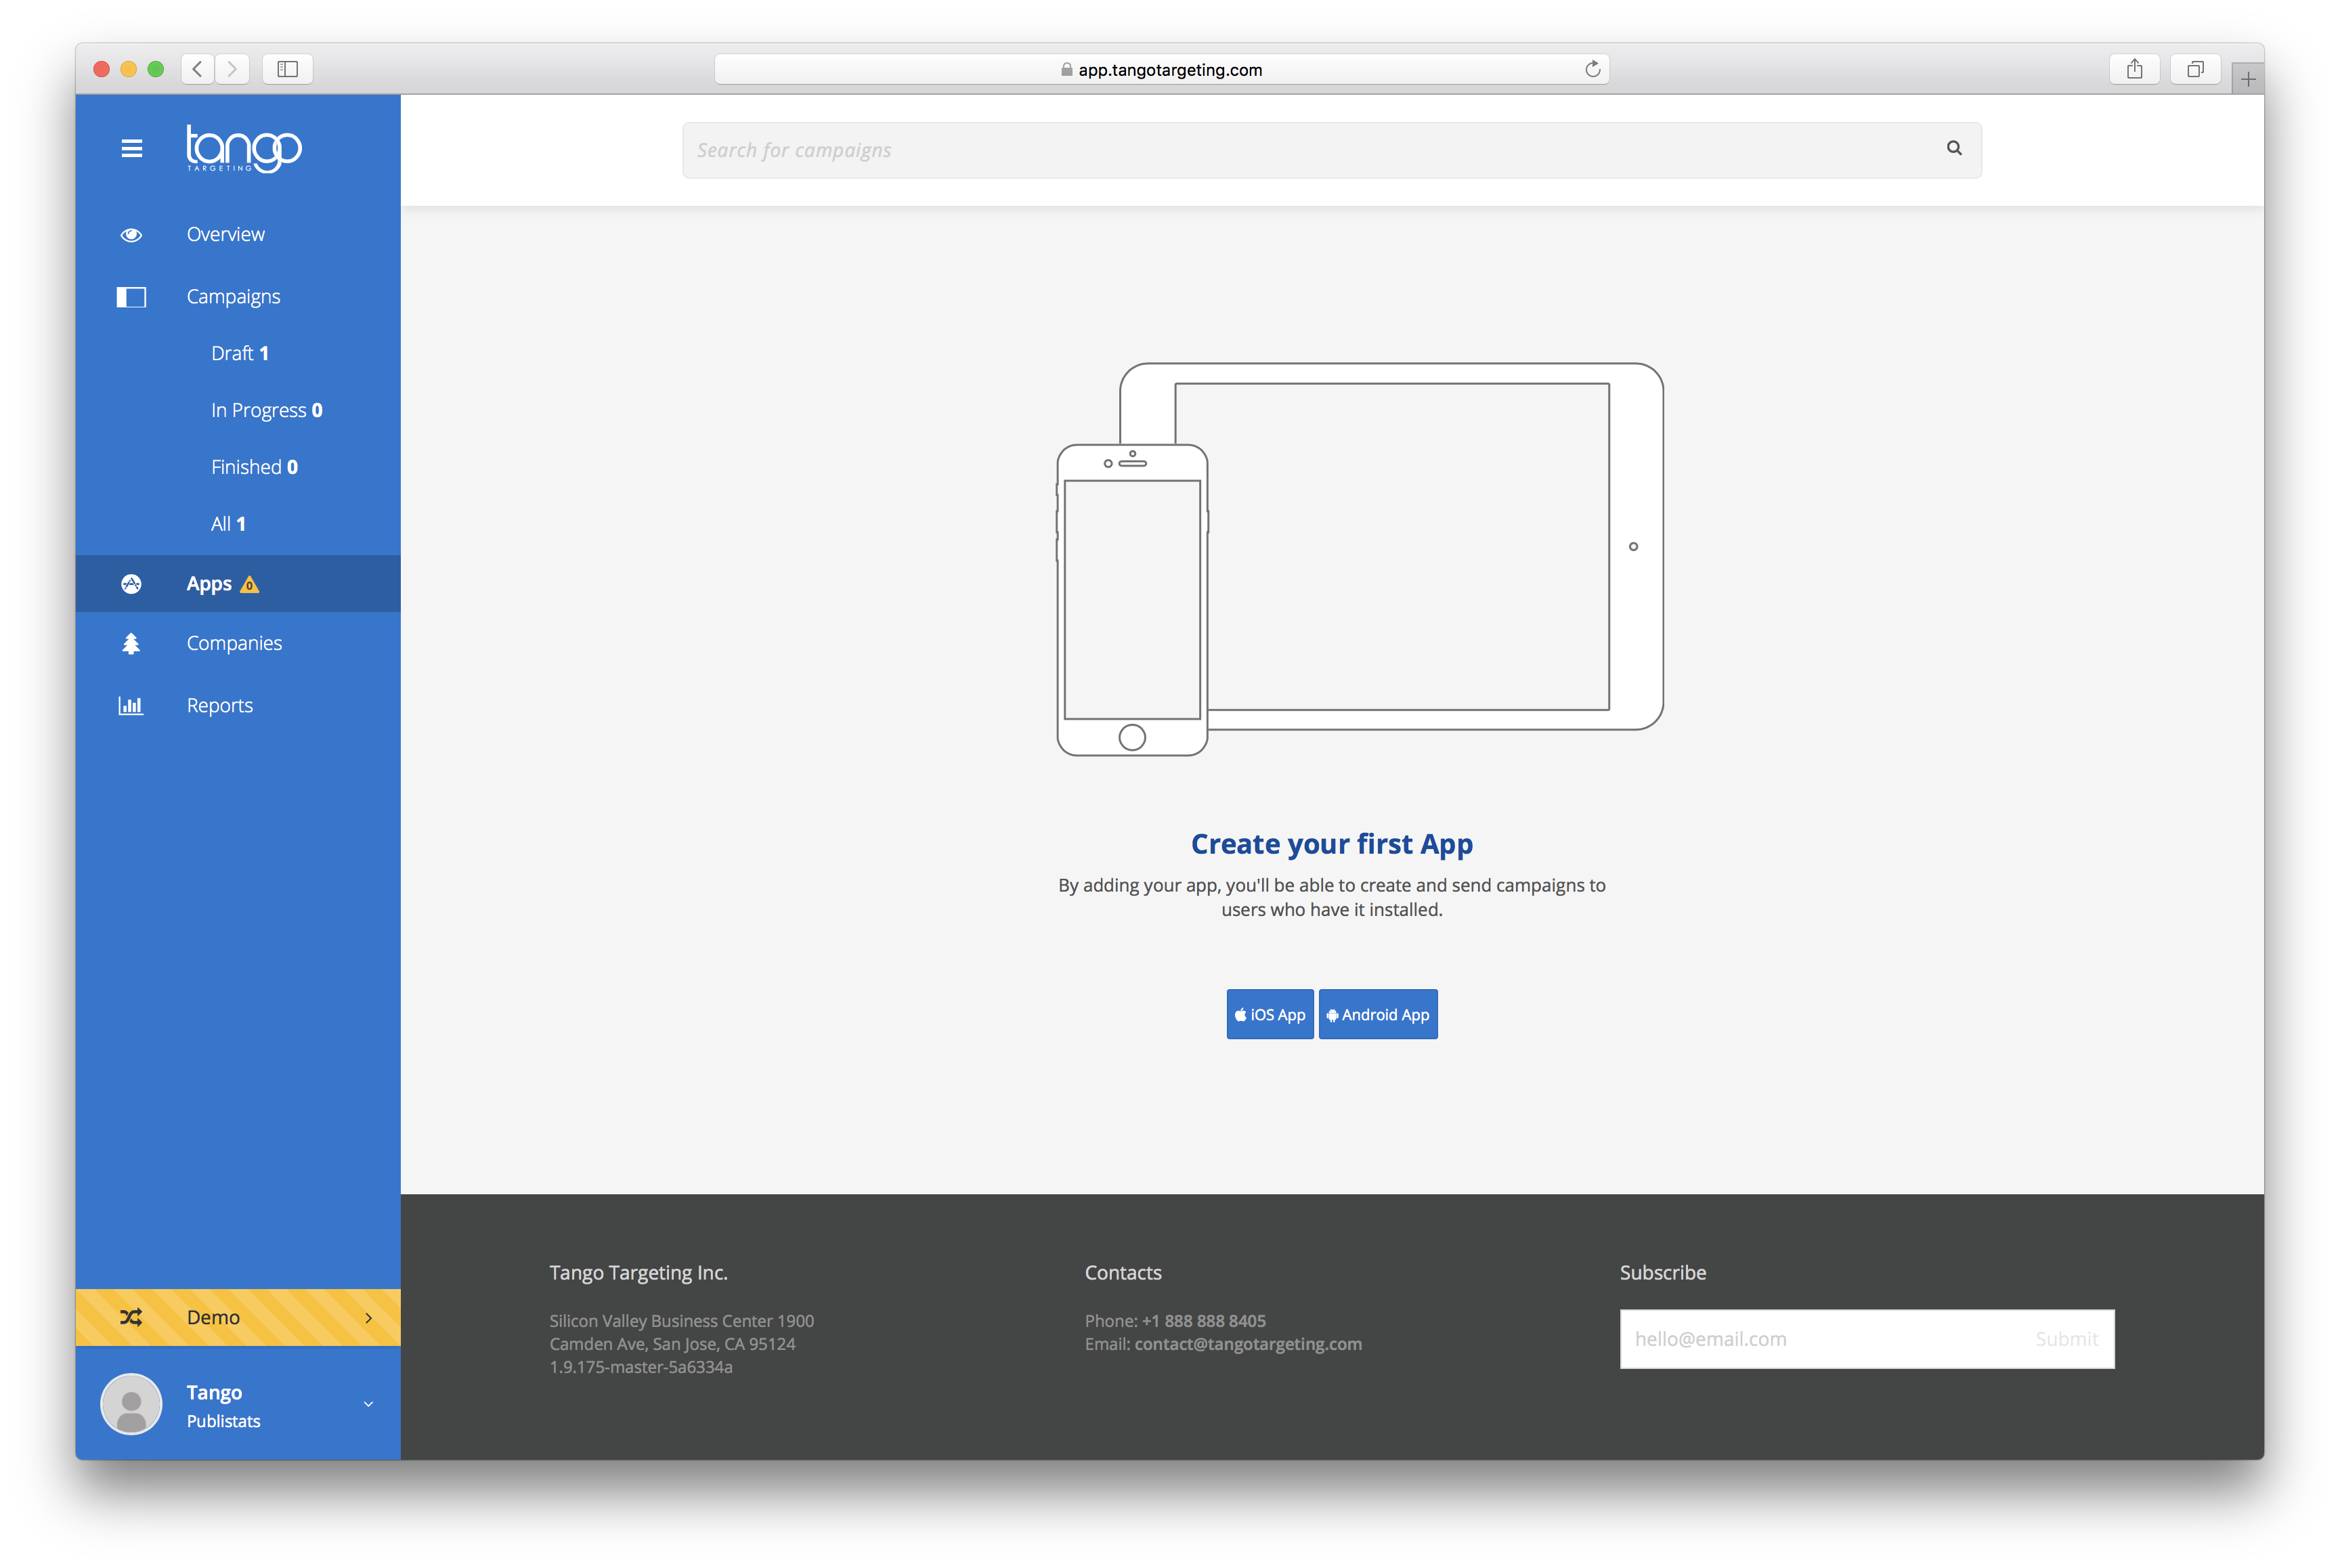 app.tangotargeting.com
tango
TARGETING
Search for campaigns
Overview
Campaigns
Draft 1
In Progress 0
Finished 0
All 1
Apps 0
Companies
Reports
Create your first App
By adding your app, you'll be able to create and send campaigns to
users who have it installed.
iOS App
Android App
Demo
Tango
Publistats
Tango Targeting Inc.
Silicon Valley Business Center 1900
Camden Ave, San Jose, CA 95124
1.9.175-master-5a6334a
Contacts
Phone: +1 888 888 8405
Email: contact@tangotargeting.com
Subscribe
hello@email.com
Submit